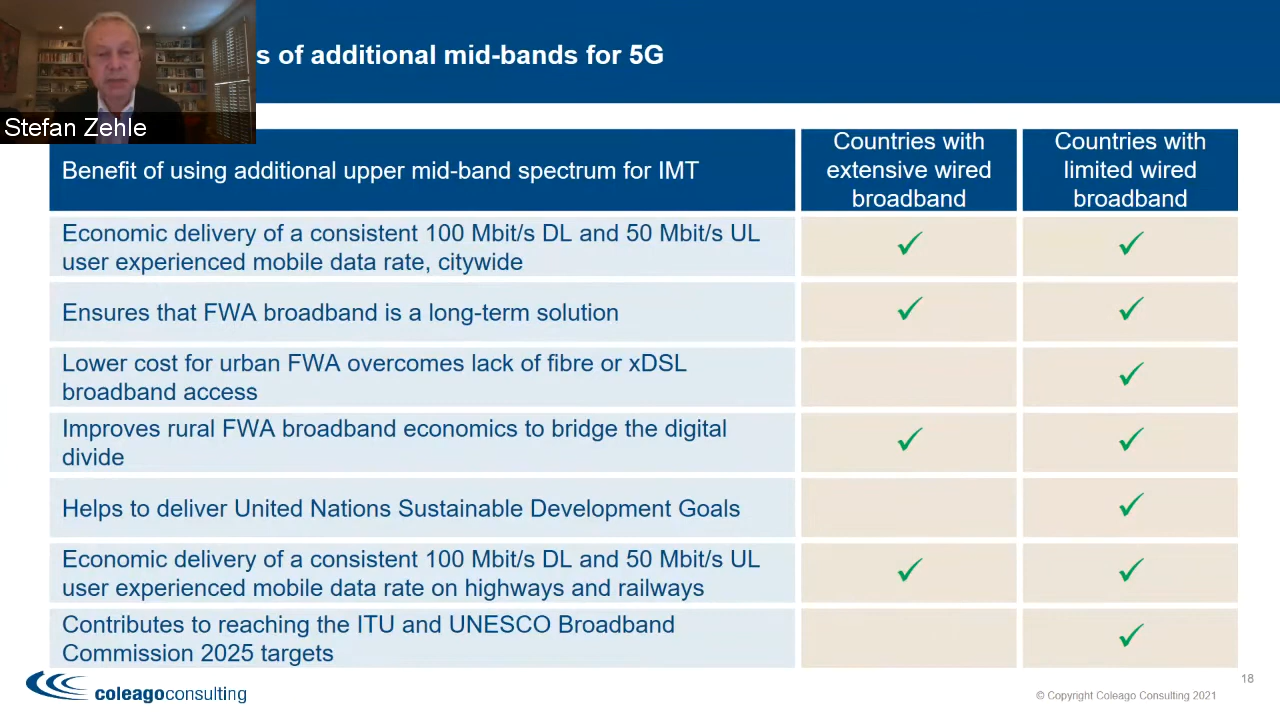 s of additional mid-bands for 5G
Stefan Zehle
Benefit of using additional upper mid-band spectrum for IMT
Countries with
extensive wired
broadband
Countries with
limited wired
broadband
Economic delivery of a consistent 100 Mbit/s DL and 50 Mbit/s UL
user experienced mobile data rate, citywide
Ensures that FWA broadband is a long-term solution
Lower cost for urban FWA overcomes lack of fibre or xDSL
broadband access
Improves rural FWA broadband economics to bridge the digital
divide
Helps to deliver United Nations Sustainable Development Goals
Economic delivery of a consistent 100 Mbit/s DL and 50 Mbit/s UL
user experienced mobile data rate on highways and railways
Contributes to reaching the ITU and UNESCO Broadband
Commission 2025 targets
coleagoconsulting
18
© Copyright Coleago Consulting 2021